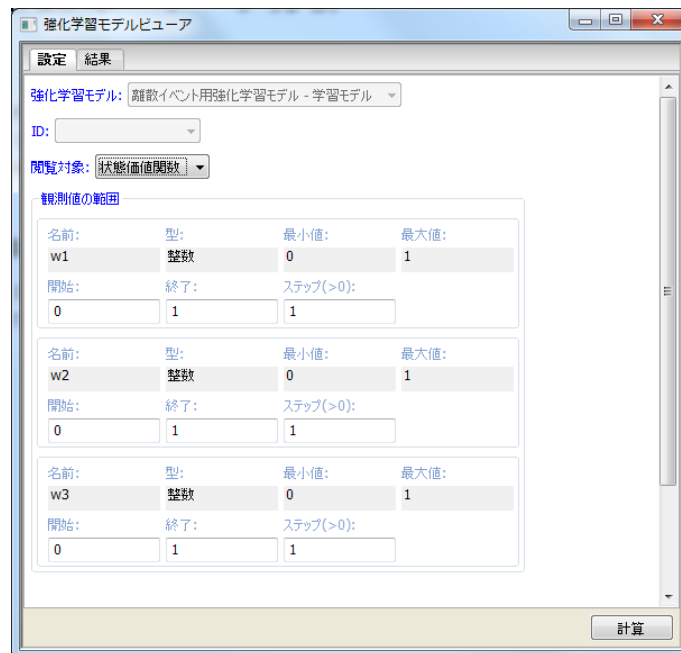 強化学習モデルビューア
設定 結果
強化学習モデル: 離散イベント用強化学習モデル - 学習モデル
ID:
閲覧対象: 状態価値関数
観測値の範囲
名前: 型: 最小値: 最大値:
w1 整数 0 1
開始: 終了: ステップ(>0):
0 1 1
名前: 型: 最小値: 最大値:
w2 整数 0 1
開始: 終了: ステップ(>0):
0 1 1
名前: 型: 最小値: 最大値:
w3 整数 0 1
開始: 終了: ステップ(>0):
0 1 1
計算